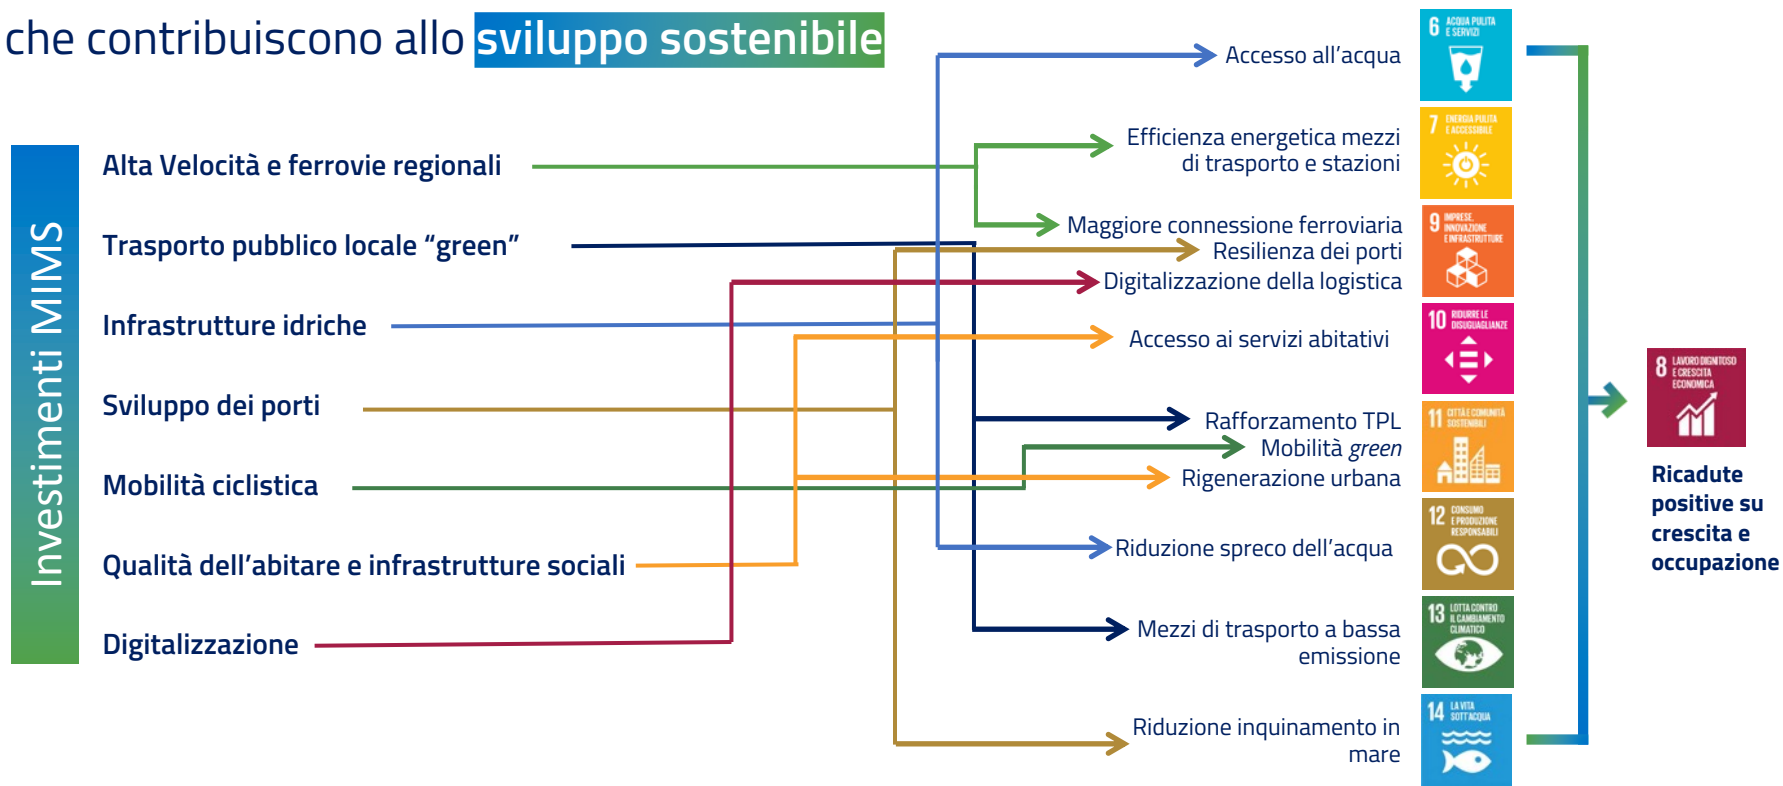 che contribuiscono allo sviluppo sostenibile
Investimenti MIMS
Alta Velocità e ferrovie regionali
Trasporto pubblico locale “green”
Infrastrutture idriche
Sviluppo dei porti
Mobilità ciclistica
Qualità dell’abitare e infrastrutture sociali
Digitalizzazione
Accesso all’acqua
Efficienza energetica mezzi
di trasporto e stazioni
Maggiore connessione ferroviaria
Resilienza dei porti
Digitalizzazione della logistica
Accesso ai servizi abitativi
Rafforzamento TPL
Mobilità green
Rigenerazione urbana
Riduzione spreco dell’acqua
Mezzi di trasporto a bassa
emissione
Riduzione inquinamento in
mare
6 ACQUA PULITA
E SERVIZI
7 ENERGIA PULITA
E ACCESSIBILE
9 IMPRESE,
INNOVAZIONE
E INFRASTRUTTURE
10 RIDURRE LE
DISUGUAGLIANZE
11 CITTÀ E COMUNITÀ
SOSTENIBILI
12 CONSUMO
E PRODUZIONE
RESPONSABILI
13 LOTTA CONTRO
IL CAMBIAMENTO
CLIMATICO
14 LA VITA
SOTT'ACQUA
8 LAVORO DIGNITOSO
E CRESCITA
ECONOMICA
Ricadute
positive su
crescita e
occupazione